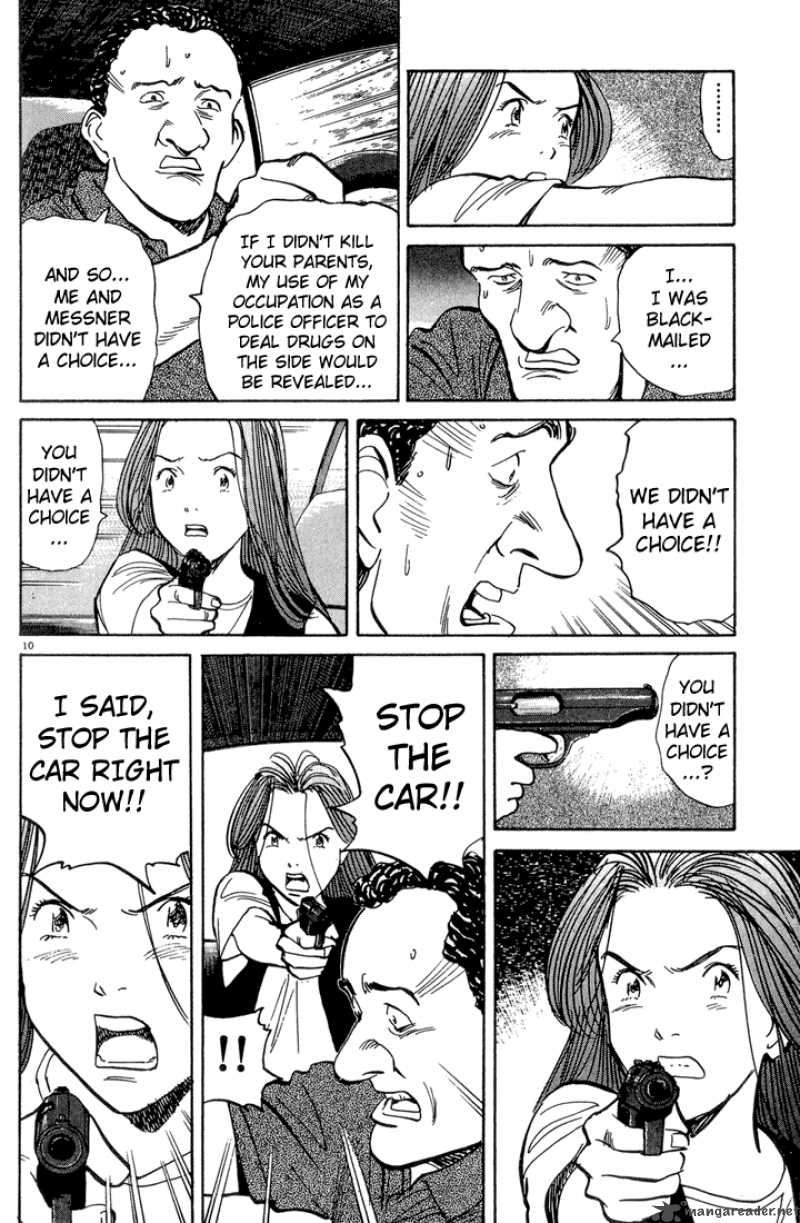 ........
I...
I WAS
BLACK-
MAILED
...
IF I DIDN'T KILL
YOUR PARENTS,
MY USE OF MY
OCCUPATION AS A
POLICE OFFICER TO
DEAL DRUGS ON
THE SIDE WOULD
BE REVEALED...
AND SO...
ME AND
MESSNER
DIDN'T HAVE
A CHOICE...
WE DIDN'T
HAVE A
CHOICE!!
YOU
DIDN'T
HAVE A
CHOICE
...
10
YOU
DIDN'T
HAVE A
CHOICE
...?
STOP
THE
CAR!!
!!
I SAID,
STOP THE
CAR RIGHT
NOW!!
mangareader.net